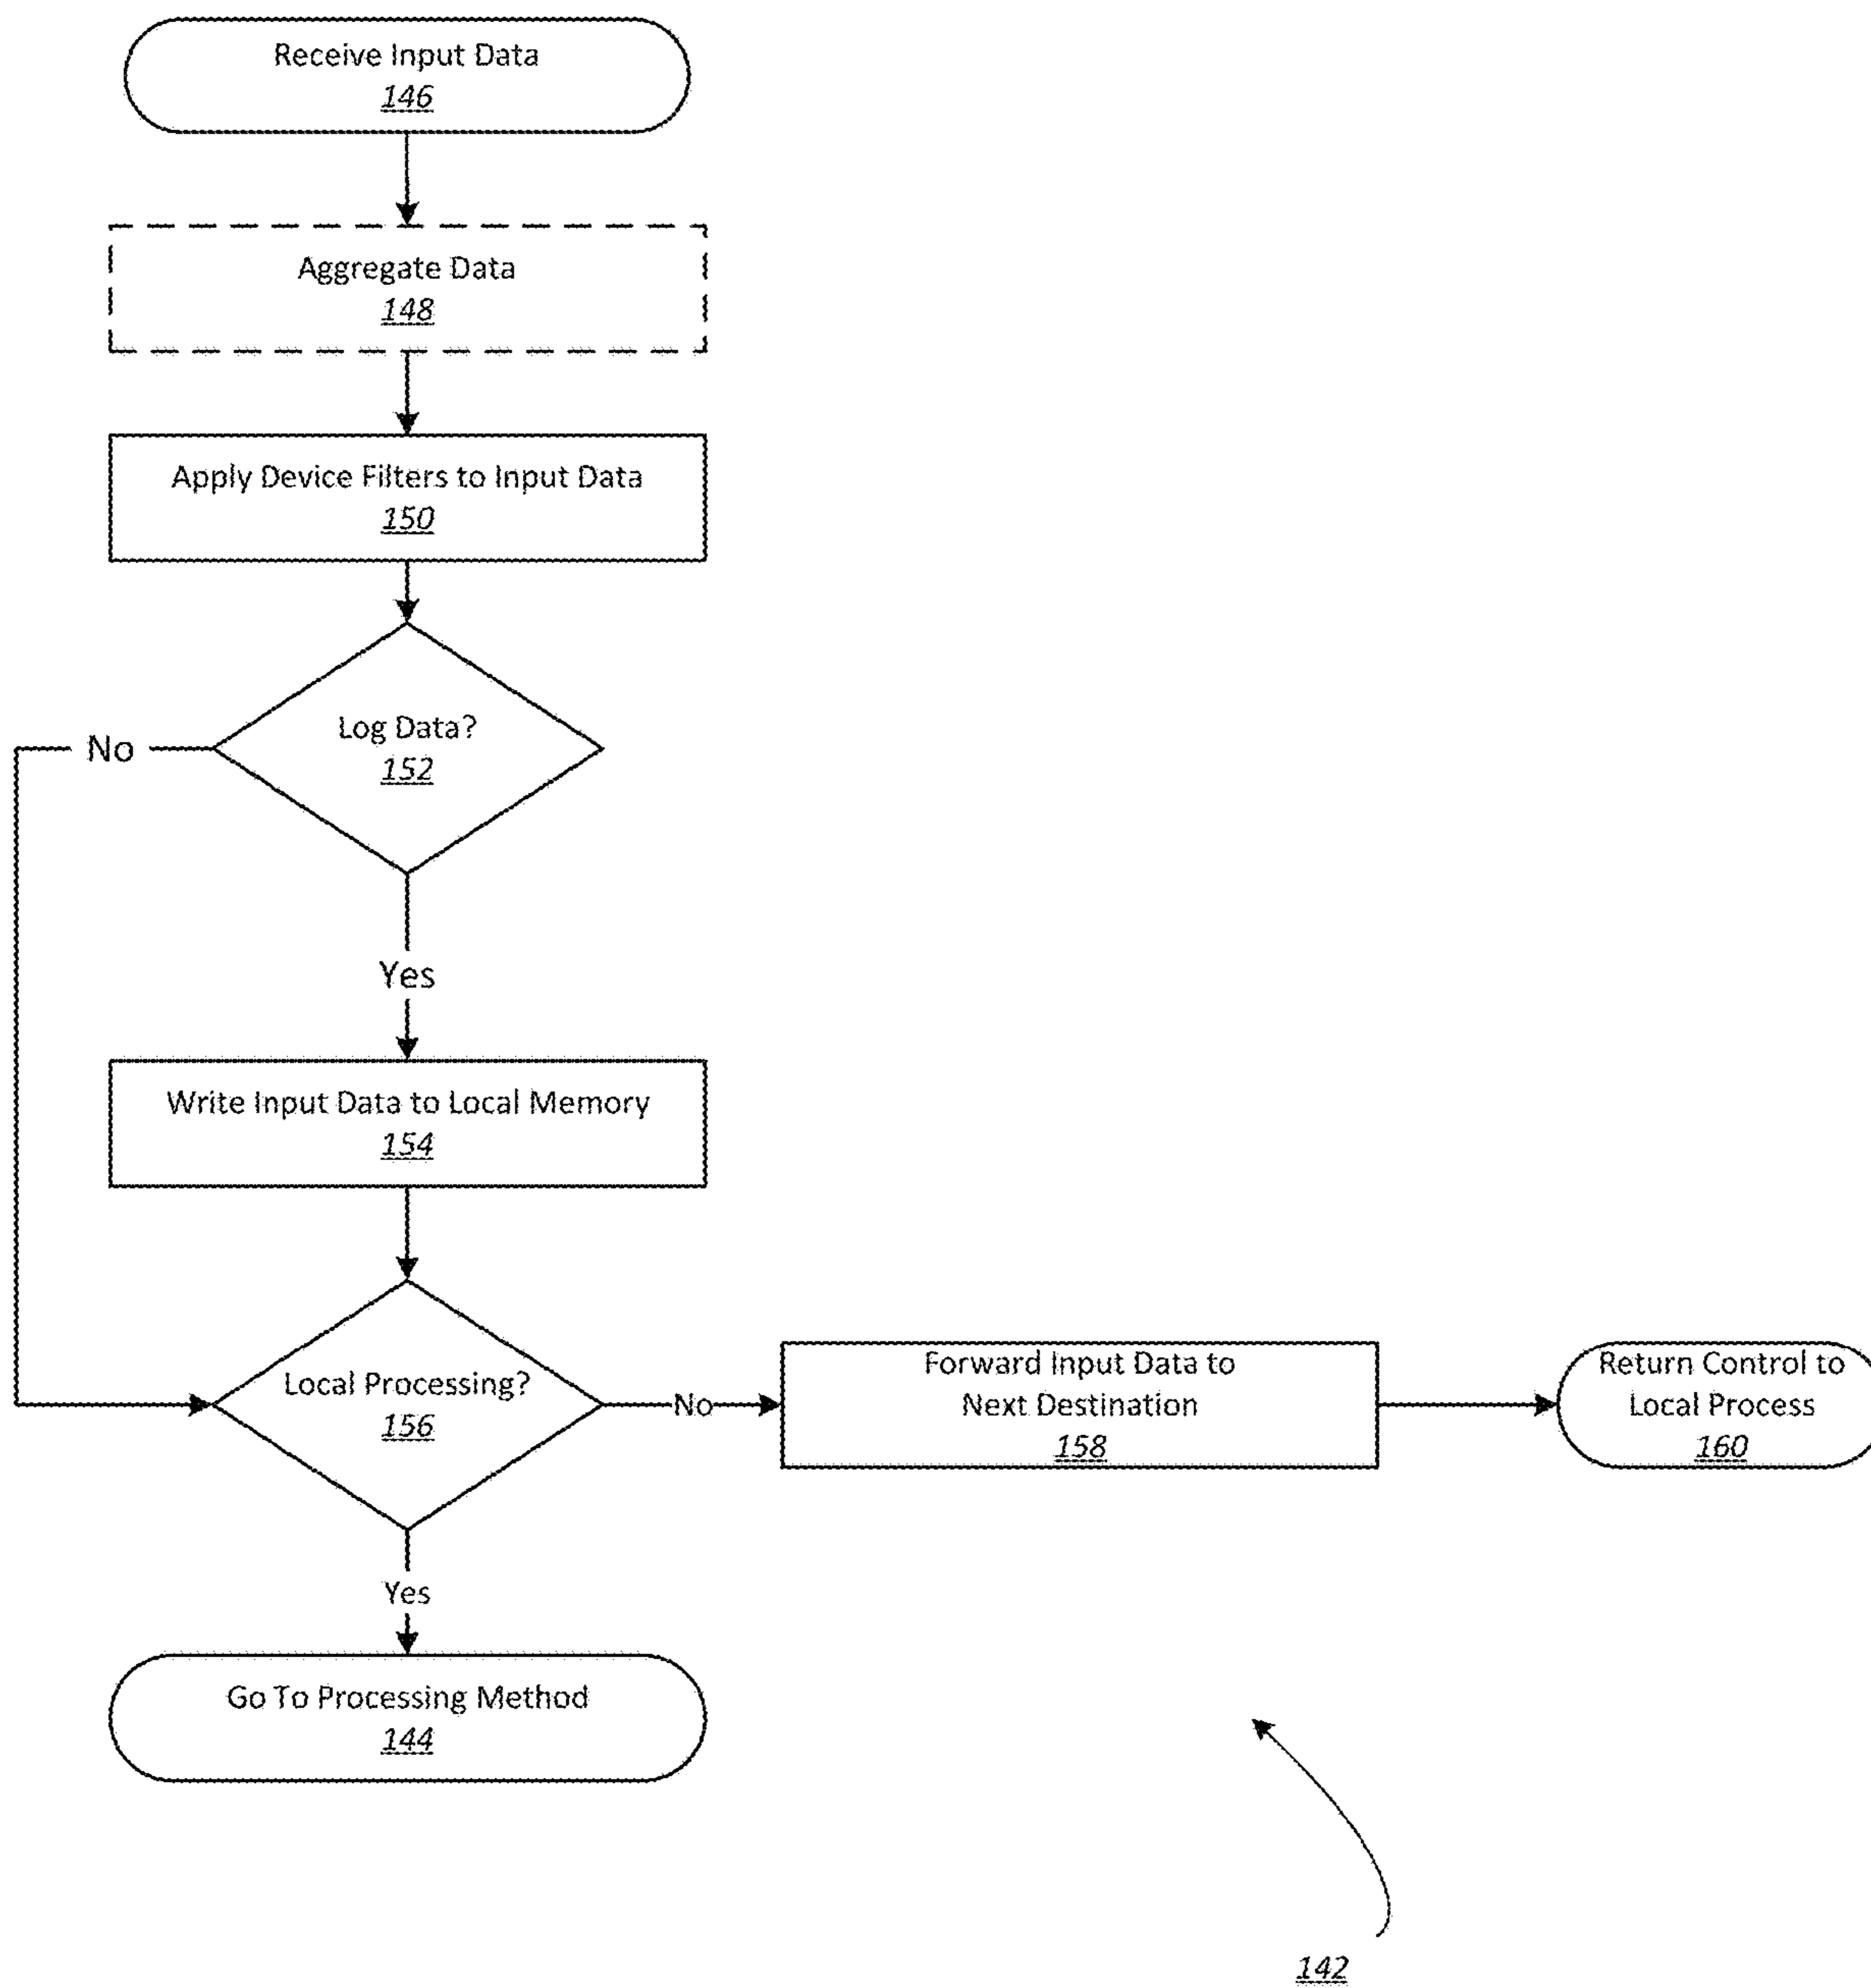 Receive Input Data
146
Aggregate Data
148
Apply Device Filters to Input Data
150
Log Data?
152
No
Yes
Write Input Data to Local Memory
154
Local Processing?
156
No
Forward Input Data to
Next Destination
158
Return Control to
Local Process
160
Yes
Go To Processing Method
144
142